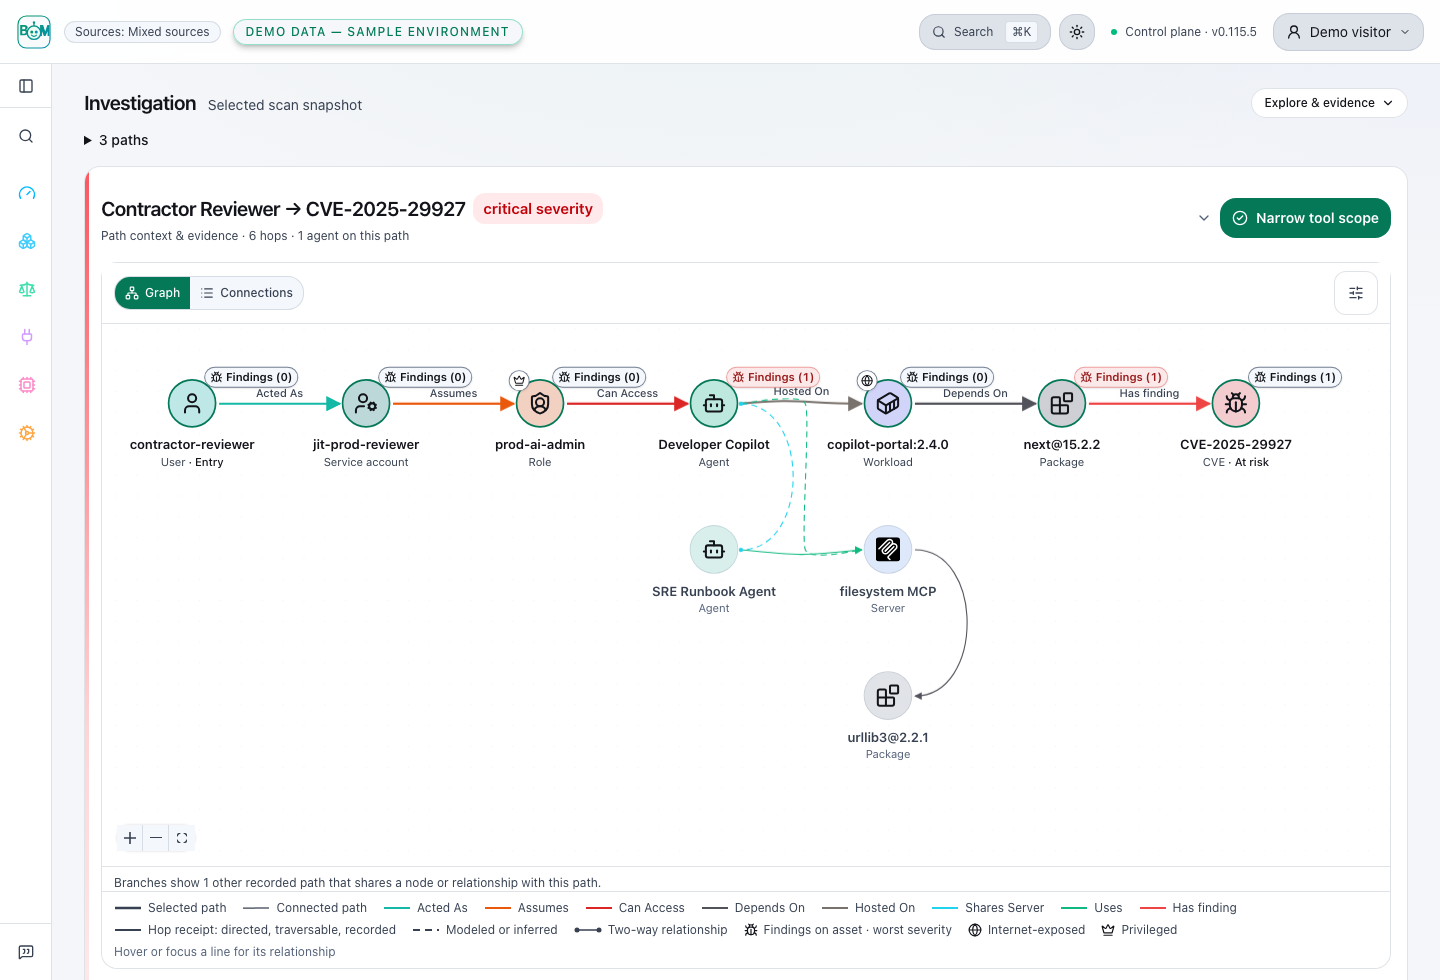 BOM
Sources: Mixed sources
DEMO DATA — SAMPLE ENVIRONMENT
Search ⌘K
Control plane · v0.115.5
Demo visitor
Investigation Selected scan snapshot
Explore & evidence
3 paths
Contractor Reviewer → CVE-2025-29927 critical severity
Narrow tool scope
Path context & evidence · 6 hops · 1 agent on this path
Graph Connections
Findings (0) Findings (0) Findings (0) Findings (1) Findings (0) Findings (1) Findings (1)
Acted As Assumes Can Access Hosted On Depends On Has finding
contractor-reviewer jit-prod-reviewer prod-ai-admin Developer Copilot copilot-portal:2.4.0 next@15.2.2 CVE-2025-29927
User · Entry Service account Role Agent Workload Package CVE · At risk
SRE Runbook Agent filesystem MCP
Agent Server
urllib3@2.2.1
Package
Branches show 1 other recorded path that shares a node or relationship with this path.
Selected path Connected path Acted As Assumes Can Access Depends On Hosted On Shares Server Uses Has finding
Hop receipt: directed, traversable, recorded Modeled or inferred Two-way relationship Findings on asset · worst severity Internet-exposed Privileged
Hover or focus a line for its relationship